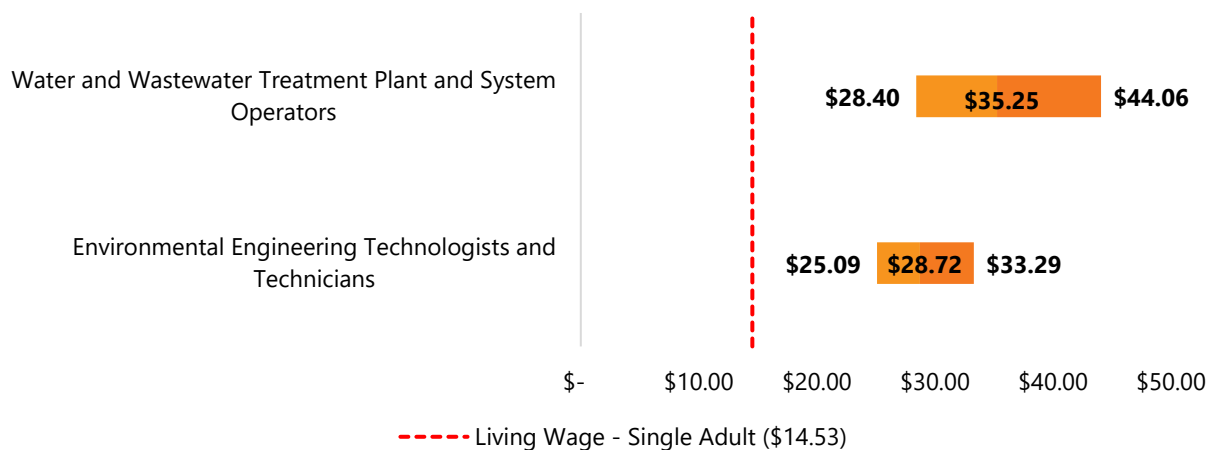 Water and Wastewater Treatment Plant and System
Operators
$28.40 $35.25 $44.06
Environmental Engineering Technologists and
Technicians
$25.09 $28.72 $33.29
$- $10.00 $20.00 $30.00 $40.00 $50.00
Living Wage - Single Adult ($14.53)